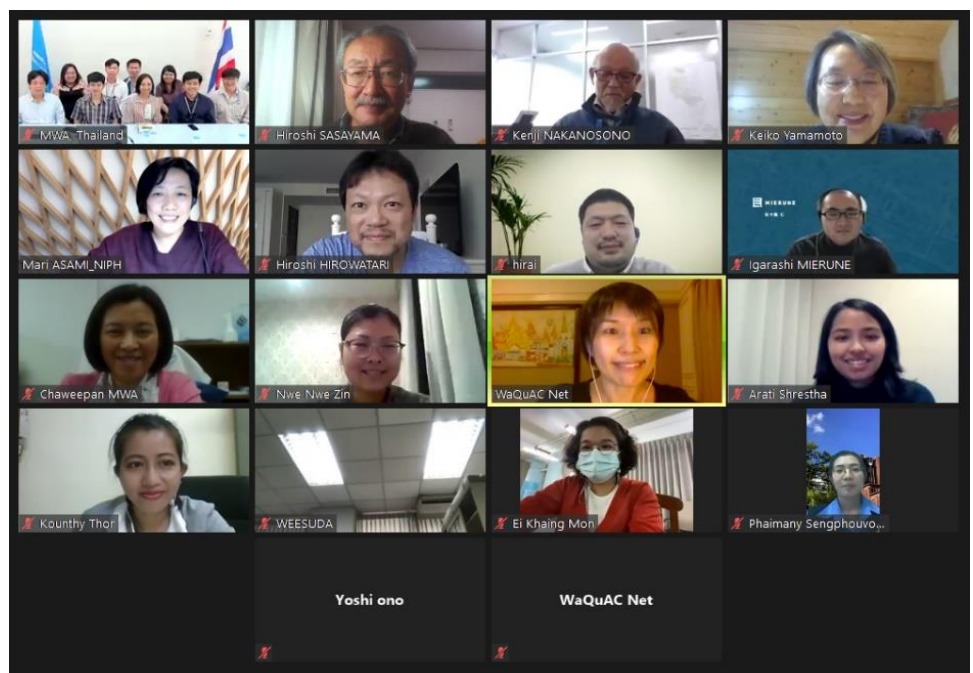 MWA_Thailand
Hiroshi SASAYAMA
Kenji NAKANOSONO
Keiko Yamamoto
Mari ASAMI_NIPH
Hiroshi HIROWATARI
hirai
MIERUNE
Igarashi MIERUNE
Chaweepan MWA
Nwe Nwe Zin
WaQuAC Net
Arati Shrestha
Kounthy Thor
WEESUDA
Ei Khaing Mon
Phaimany Sengphouvo...
Yoshi ono
WaQuAC Net